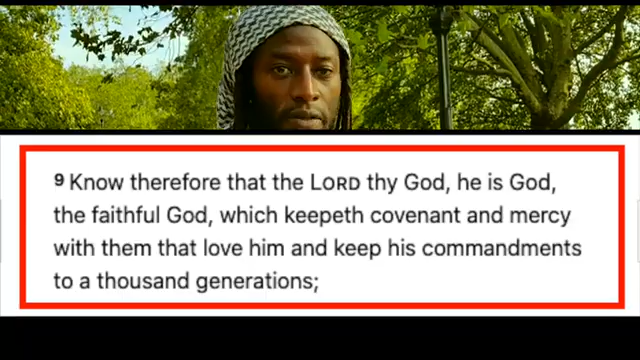 9 Know therefore that the LORD thy God, he is God,
the faithful God, which keepeth covenant and mercy
with them that love him and keep his commandments
to a thousand generations;